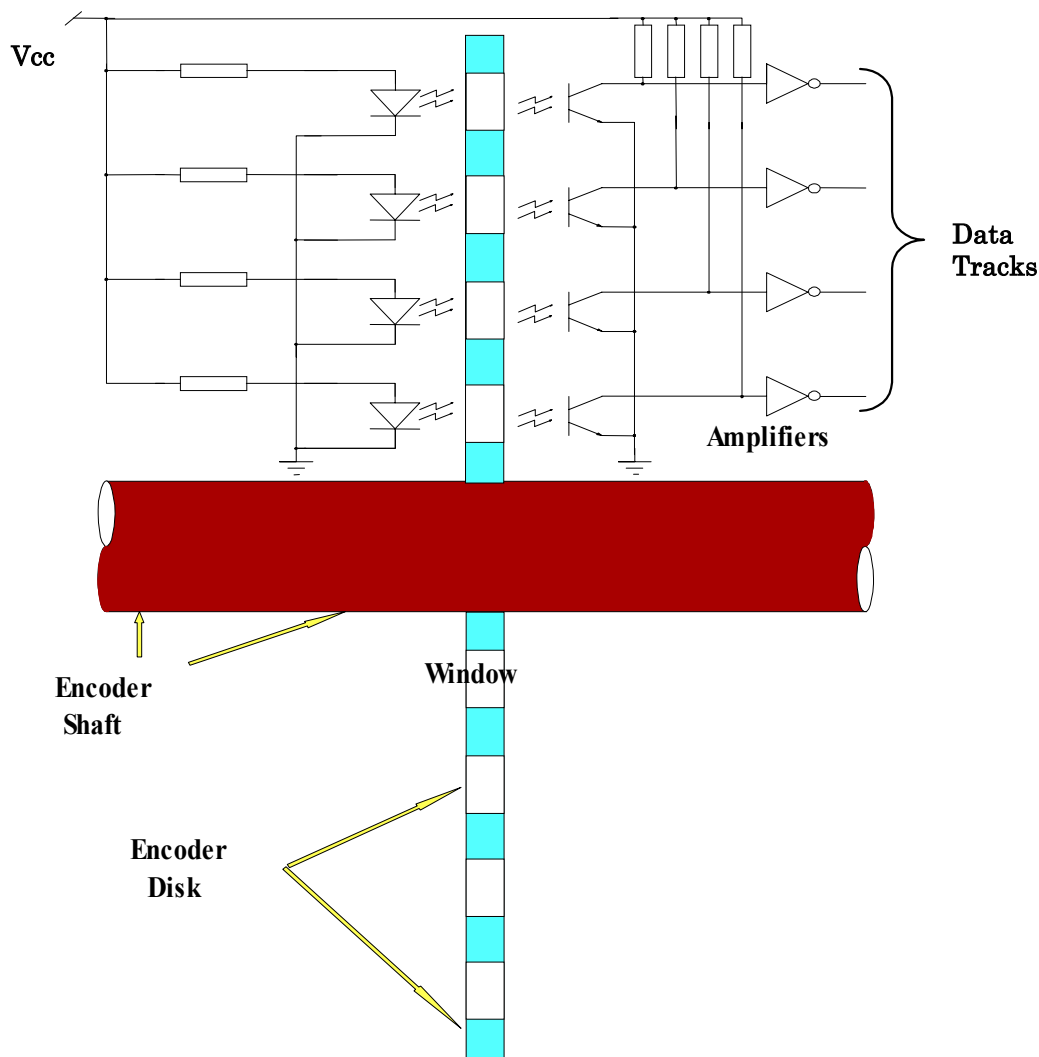 Vcc
Data
Tracks
Amplifiers
Window
Encoder
Shaft
Encoder
Disk